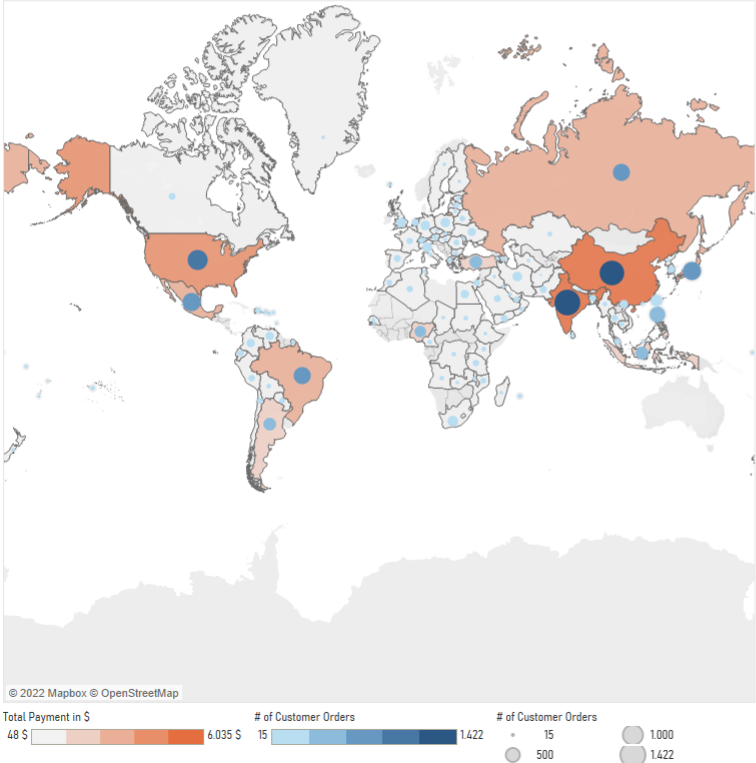 © 2022 Mapbox © OpenStreetMap
Total Payment in $
48 $ 6.035 $
# of Customer Orders
15 1.422
# of Customer Orders
15
500
1.000
1.422